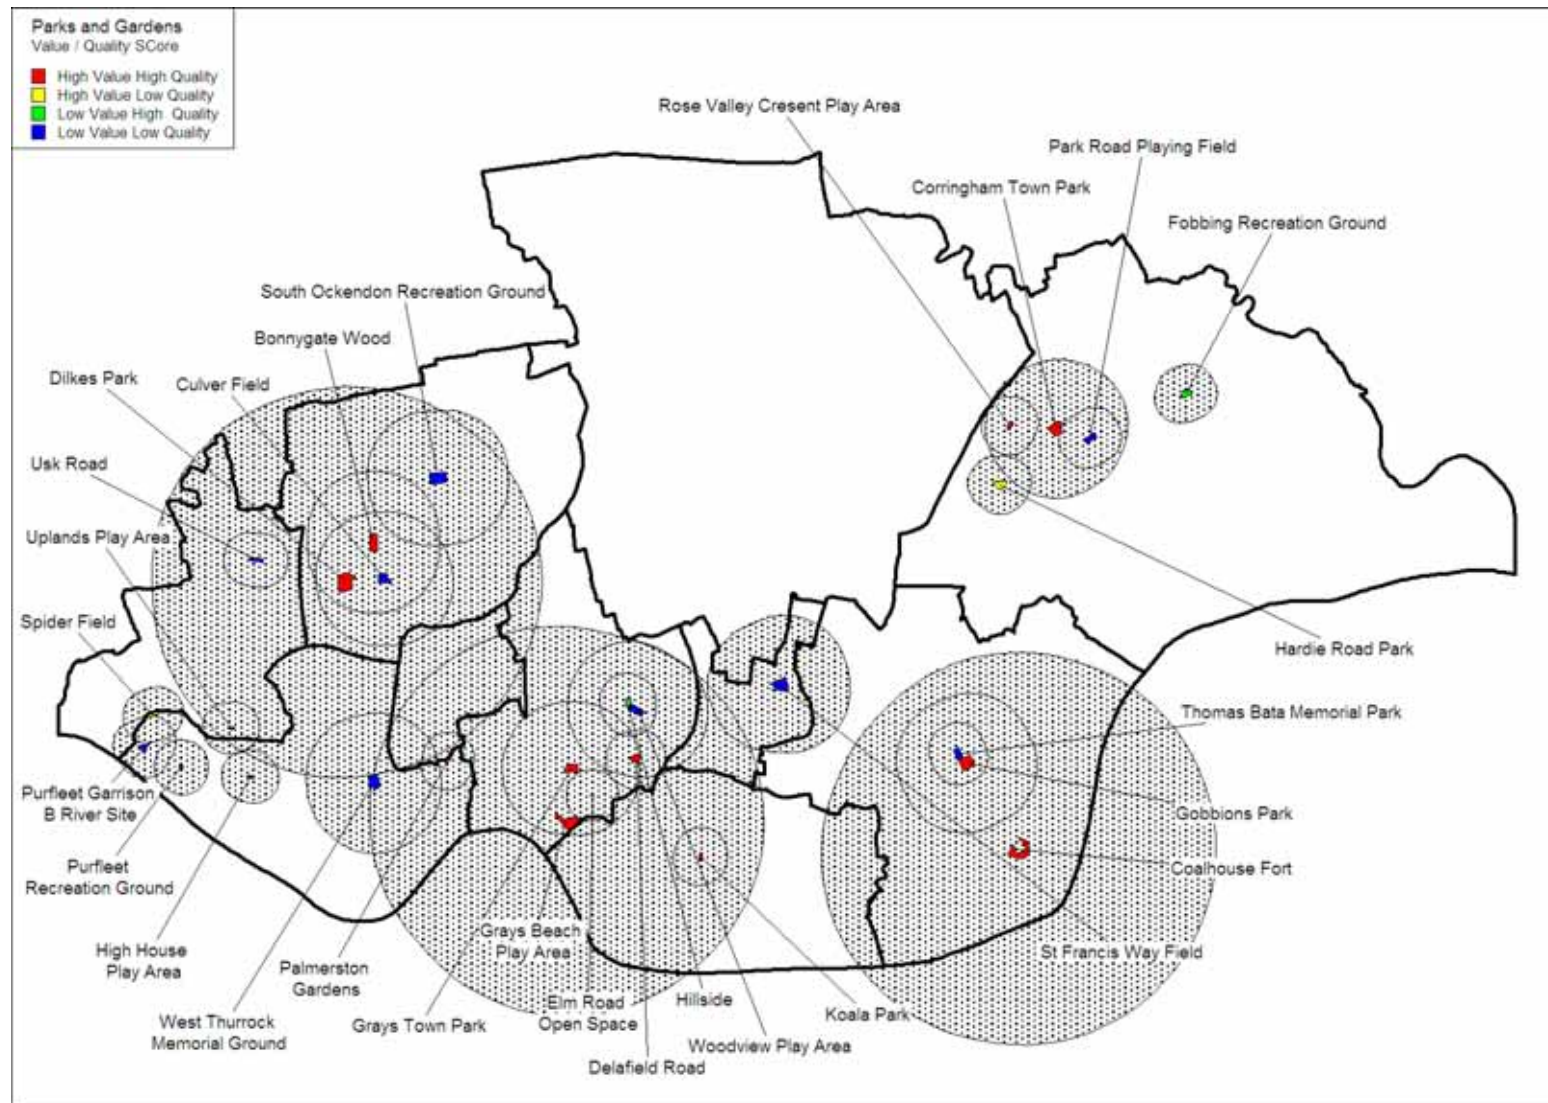 Parks and Gardens
Value / Quality SCore
High Value High Quality
High Value Low Quality
Low Value High Quality
Low Value Low Quality
Rose Valley Cresent Play Area
Park Road Playing Field
Corringham Town Park
Fobbing Recreation Ground
South Ockendon Recreation Ground
Bonnygate Wood
Dilkes Park
Culver Field
Usk Road
Uplands Play Area
Spider Field
Hardie Road Park
Thomas Bata Memorial Park
Purfleet Garrison
B River Site
Gobbions Park
Purfleet
Recreation Ground
Coalhouse Fort
High House
Play Area
Palmerston
Gardens
Grays Beach
Play Area
St Francis Way Field
West Thurrock
Memorial Ground
Grays Town Park
Elm Road
Open Space
Hillside
Koala Park
Woodview Play Area
Delafield Road